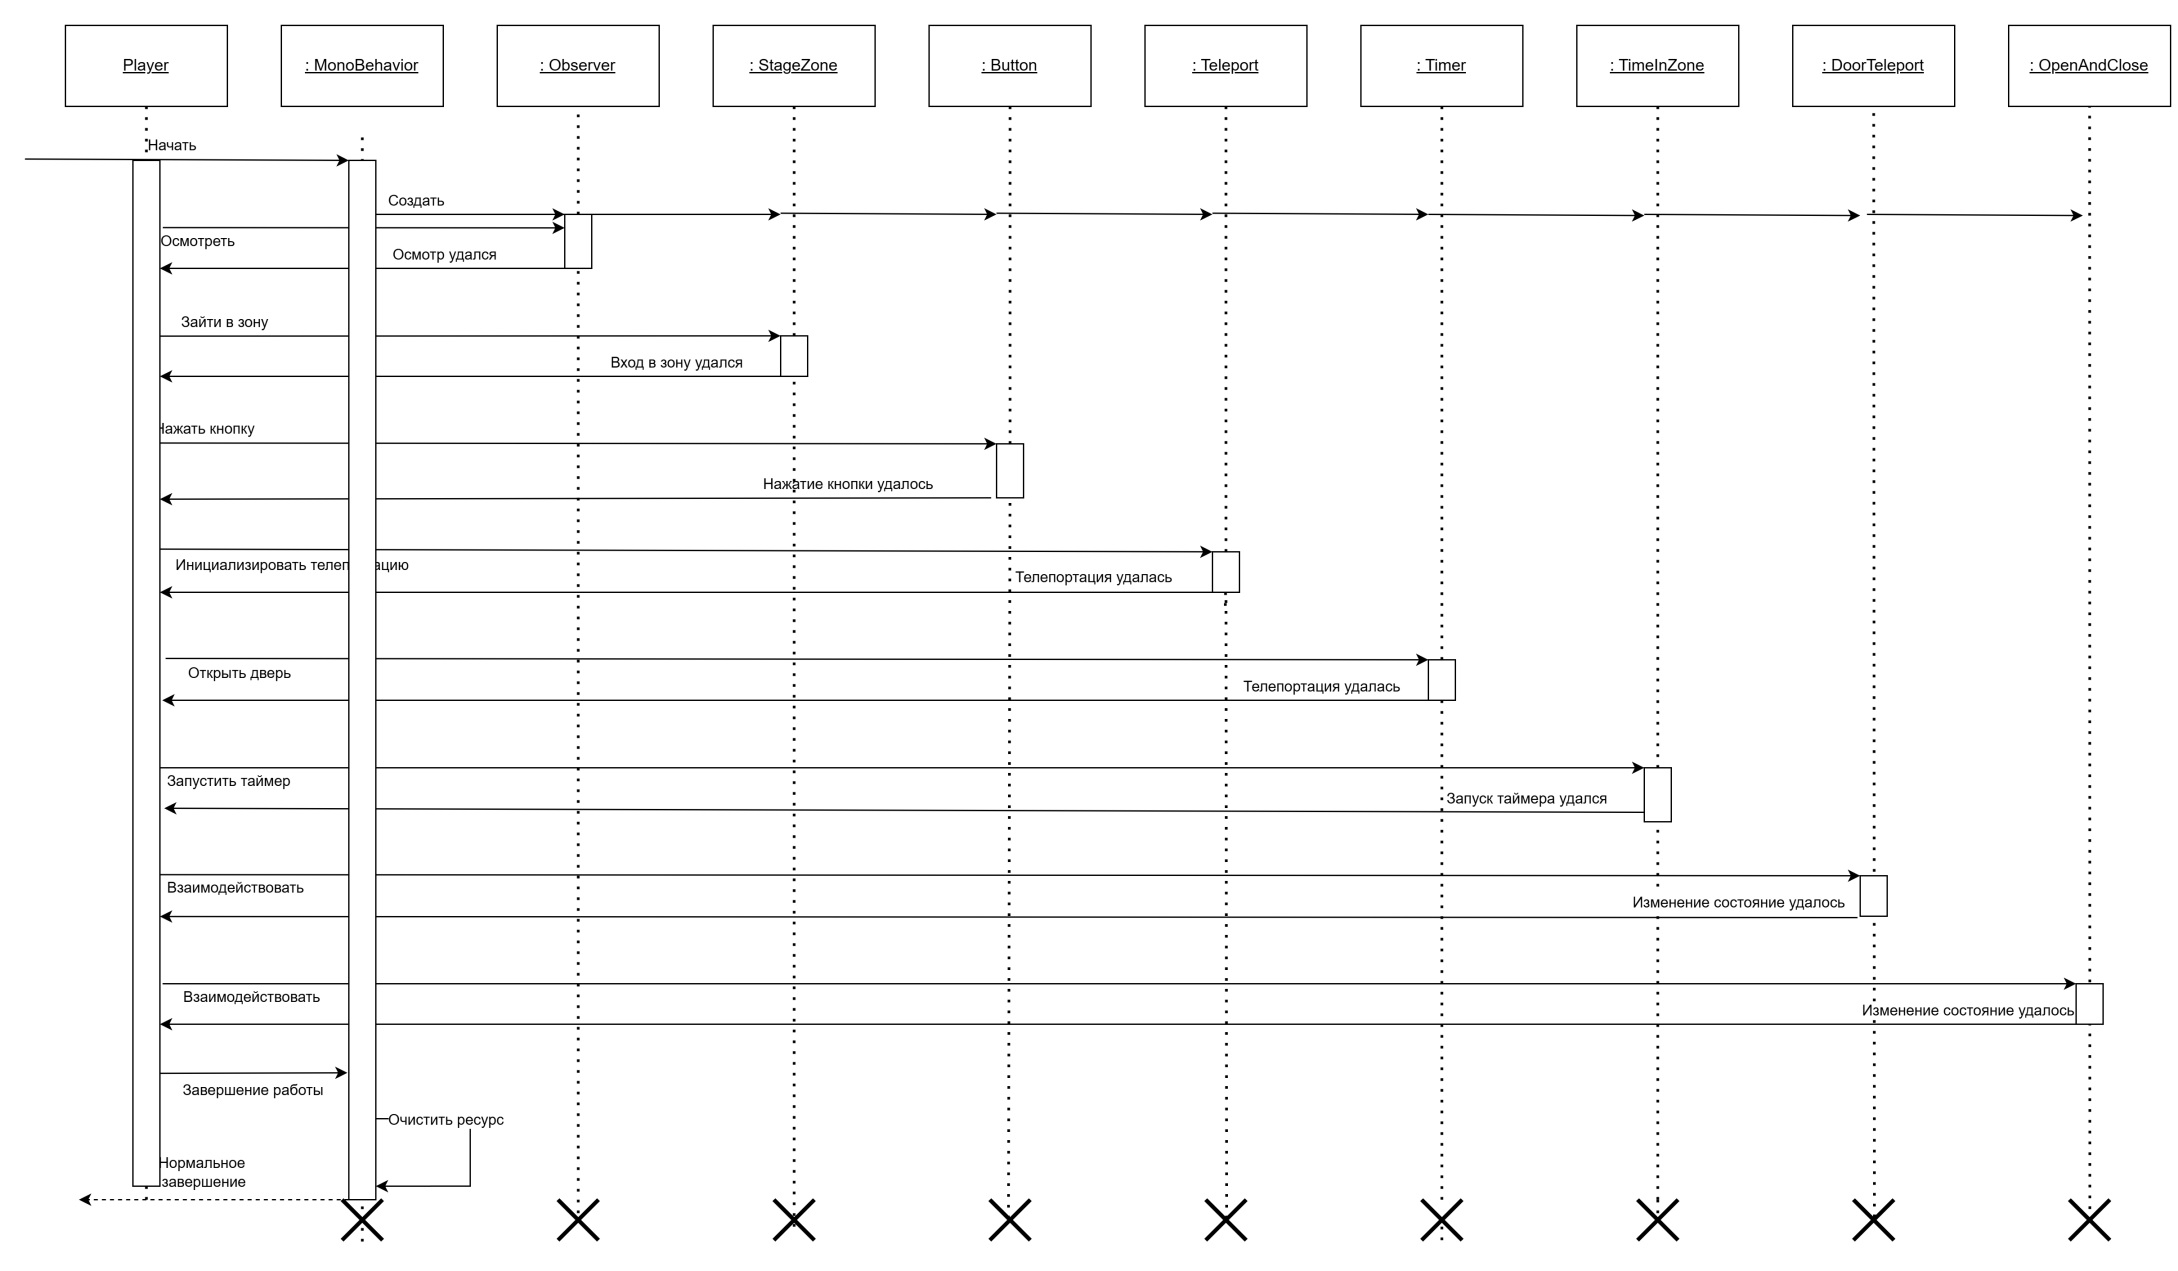 Player
: MonoBehavior
: Observer
: StageZone
: Button
: Teleport
: Timer
: TimeInZone
: DoorTeleport
: OpenAndClose
Начать
Создать
Осмотреть
Осмотр удался
Зайти в зону
Вход в зону удался
Нажать кнопку
Нажатие кнопки удалось
Инициализировать телепортацию
Телепортация удалась
Открыть дверь
Телепортация удалась
Запустить таймер
Запуск таймера удался
Взаимодействовать
Изменение состояние удалось
Взаимодействовать
Изменение состояние удалось
Завершение работы
Очистить ресурс
Нормальное
завершение